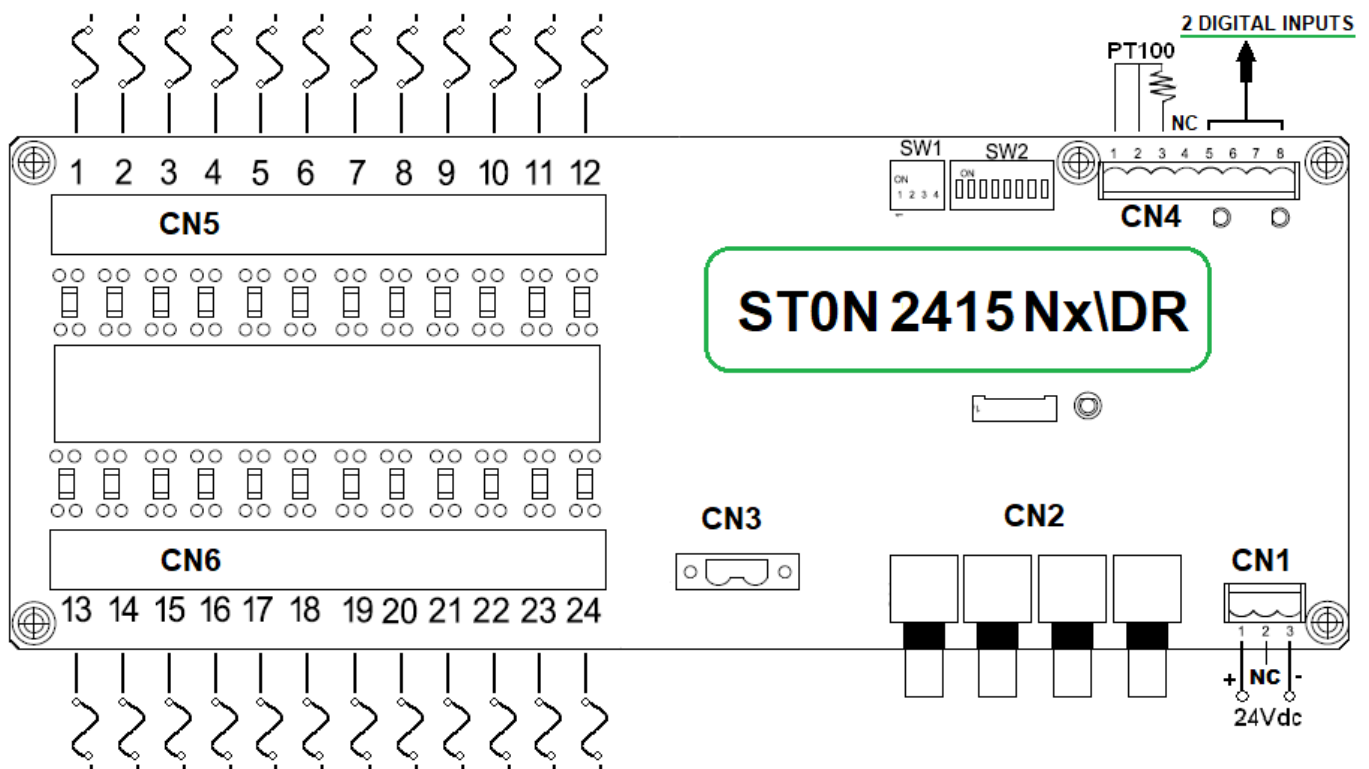 2 DIGITAL INPUTS
PT100
NC
SW1
SW2
1 2 3 4 5 6 7 8
ON
1 2 3 4
ON
CN4
1 2 3 4 5 6 7 8 9 10 11 12
CN5
ST0N 2415 Nx\DR
CN3
CN2
CN1
CN6
13 14 15 16 17 18 19 20 21 22 23 24
1 2 3
+ NC -
24Vdc